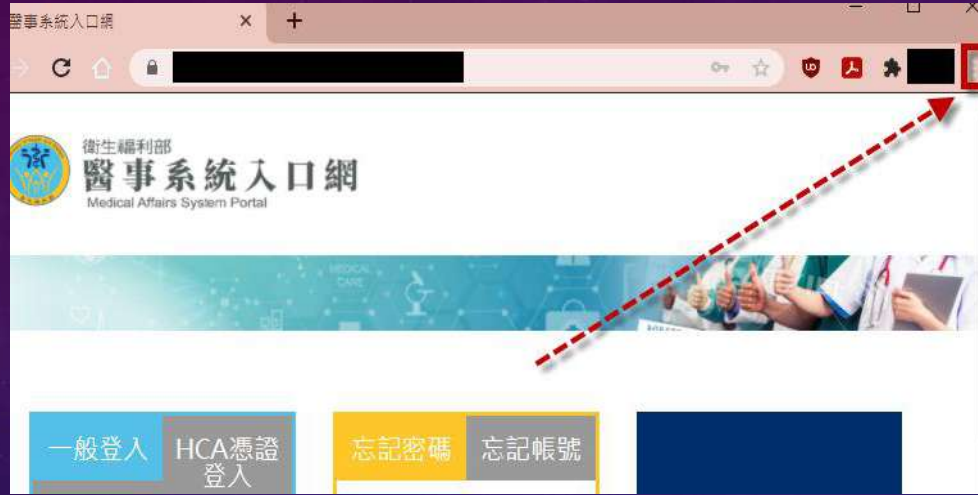 醫事系統入口網
衛生福利部
醫事系統入口網
Medical Affairs System Portal
MEDICAL
CARE
一般登入
HCA憑證
登入
忘記密碼
忘記帳號